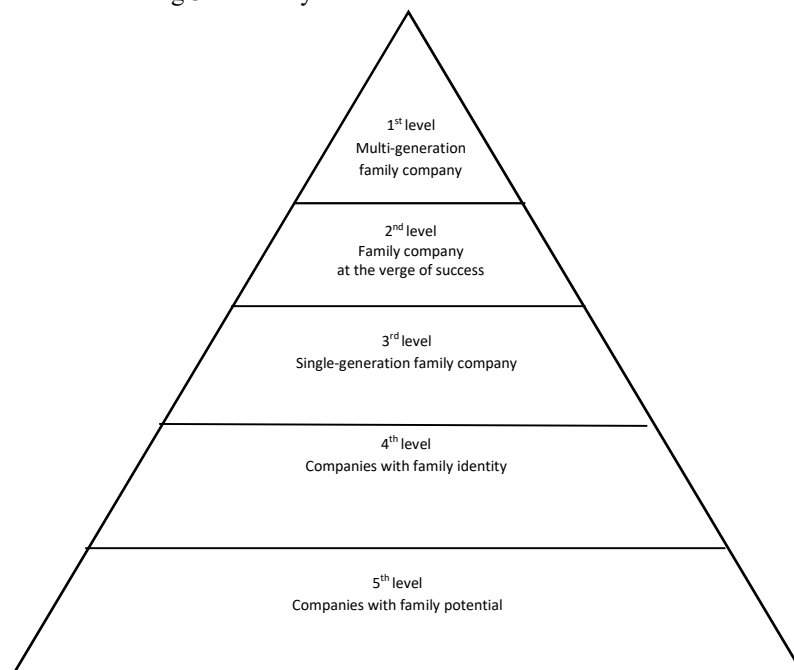 1st level
Multi-generation
family company
2nd level
Family company
at the verge of success
3rd level
Single-generation family company
4th level
Companies with family identity
5th level
Companies with family potential